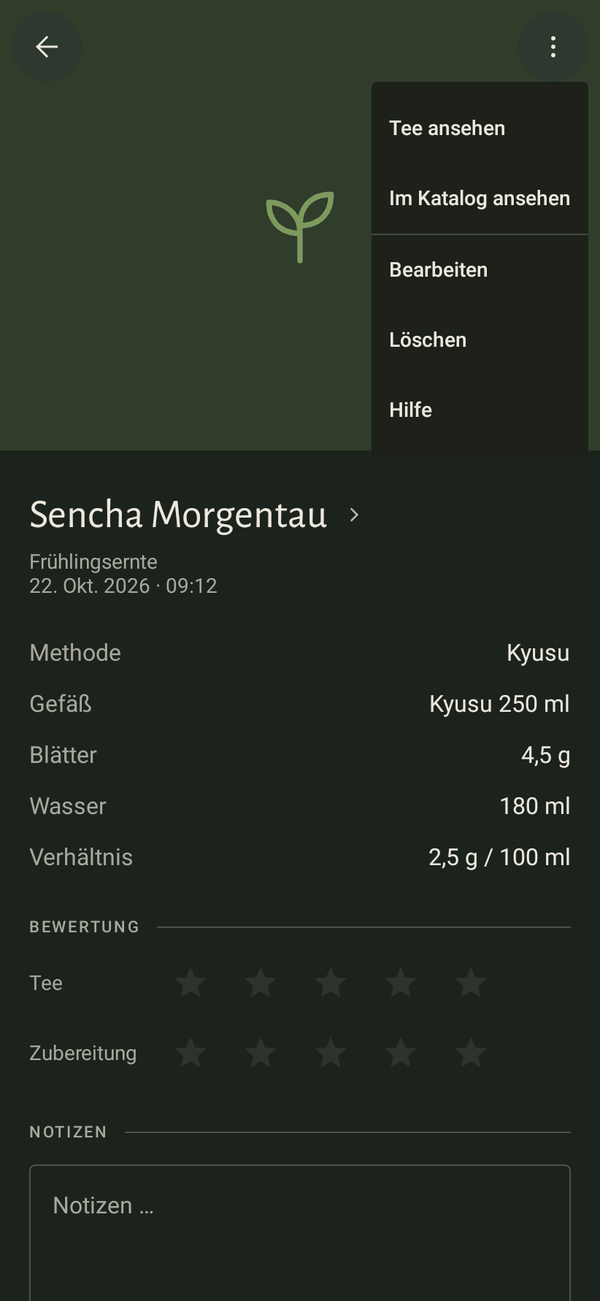 Tee ansehen
Im Katalog ansehen
Bearbeiten
Löschen
Hilfe
Sencha Morgentau
Frühlingsernte
22. Okt. 2026 · 09:12
Methode Kyusu
Gefäß Kyusu 250 ml
Blätter 4,5 g
Wasser 180 ml
Verhältnis 2,5 g / 100 ml
BEWERTUNG
Tee
Zubereitung
NOTIZEN
Notizen …